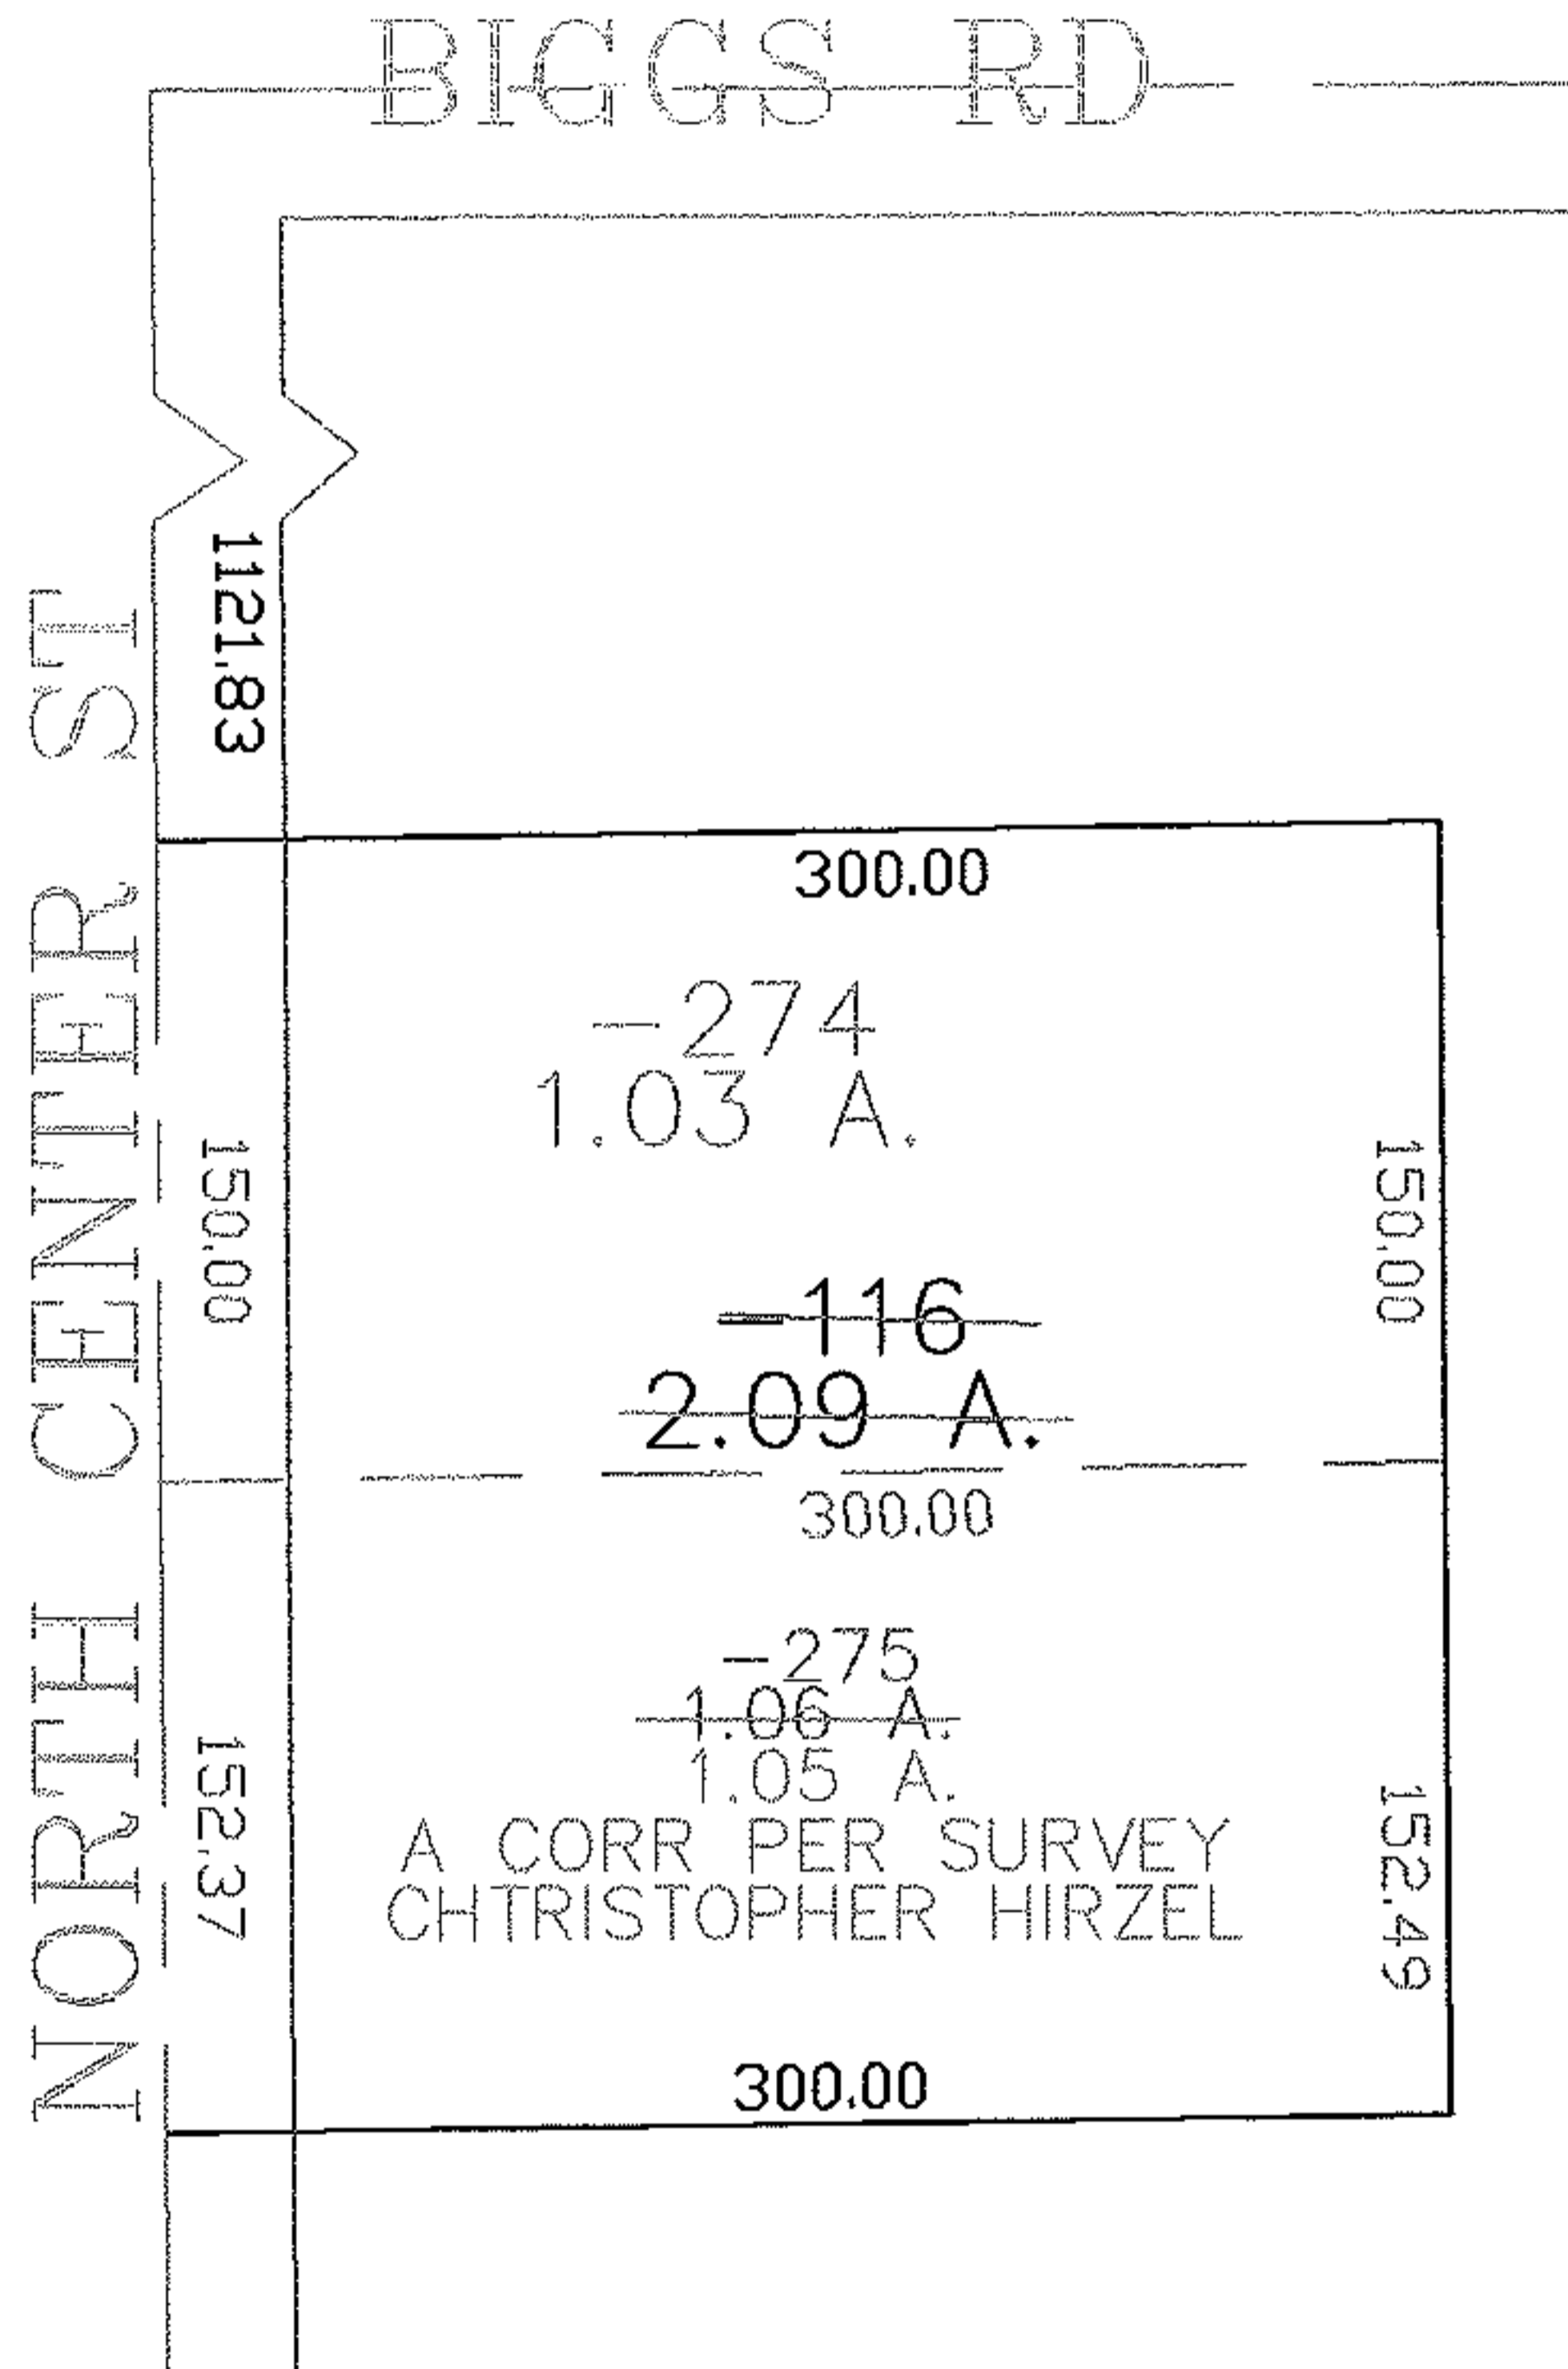 BIGGS RD
1121.83
NORTH CENTER ST
300.00
-274
1.03 A.
150.00
150.00
-116
2.09 A.
300.00
-275
1.06 A.
1.05 A.
A CORR PER SURVEY
CHTRISTOPHER HIRZEL
152.37
152.49
300.00